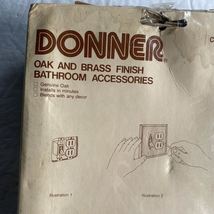 DONNER
OAK AND BRASS FINISH
BATHROOM ACCESSORIES
Genuine Oak
Installs in minutes
Blends with any decor
Illustration 1
Illustration 2